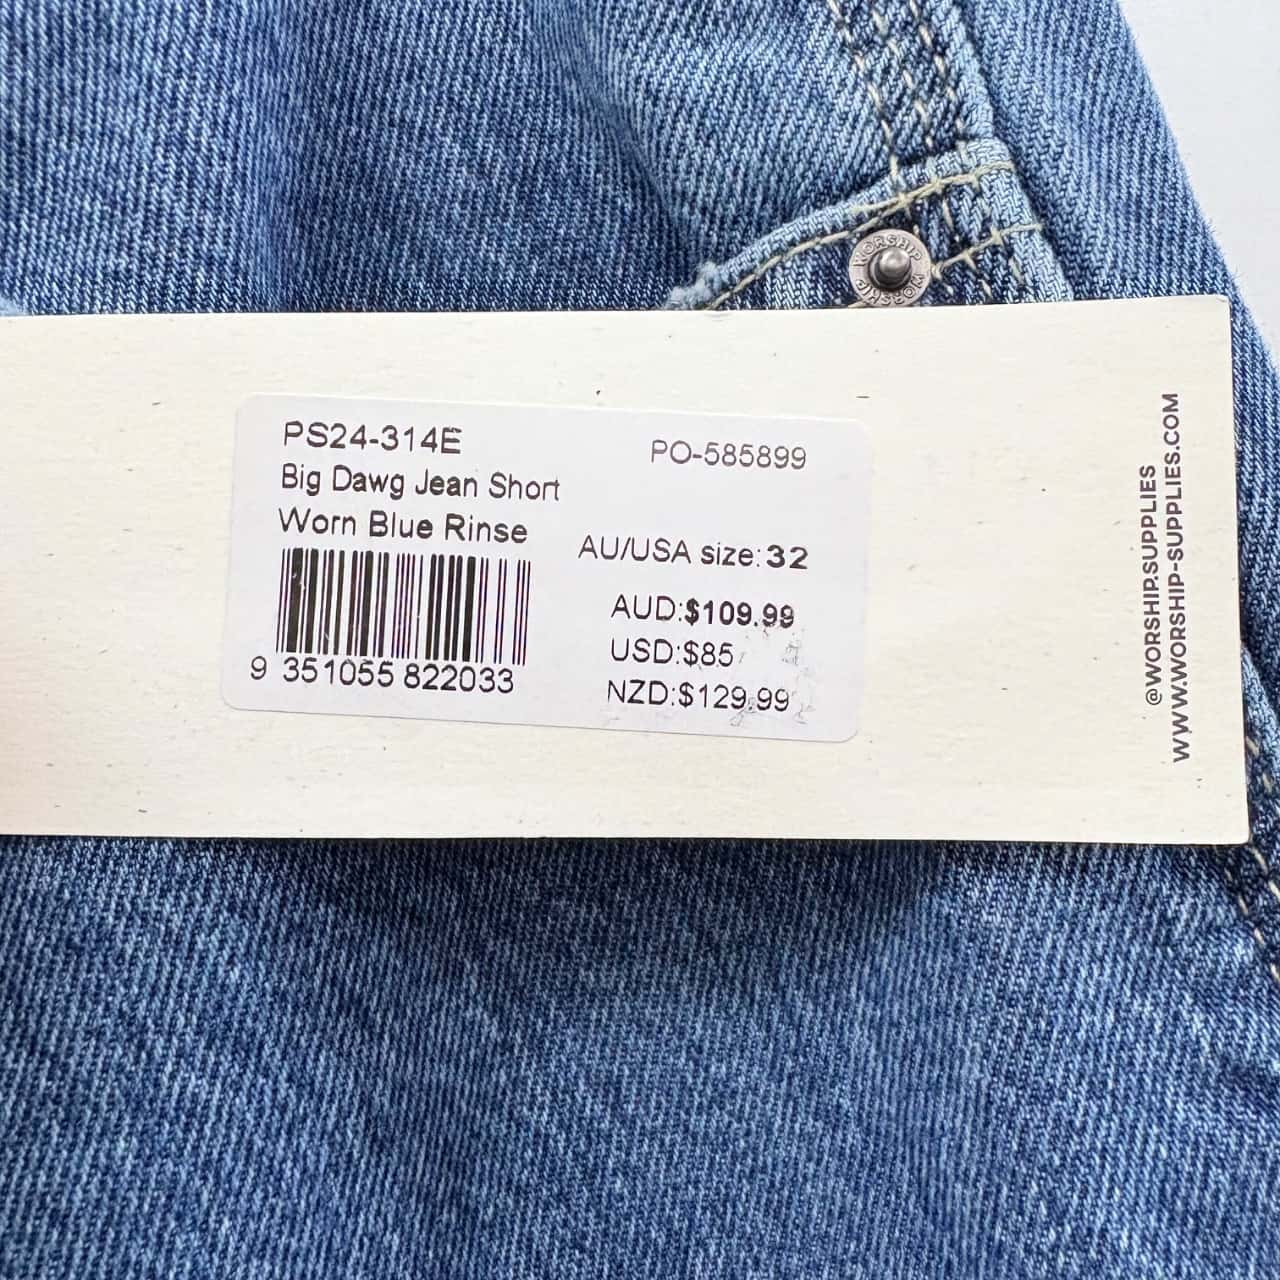 WORSHIP WORSHIP
PS24-314E
PO-585899
Big Dawg Jean Short
Worn Blue Rinse
AU/USA size:32
AUD:$109.99
USD:$85
NZD:$129.99
9 351055 822033
@WORSHIP.SUPPLIES
WWW.WORSHIP-SUPPLIES.COM